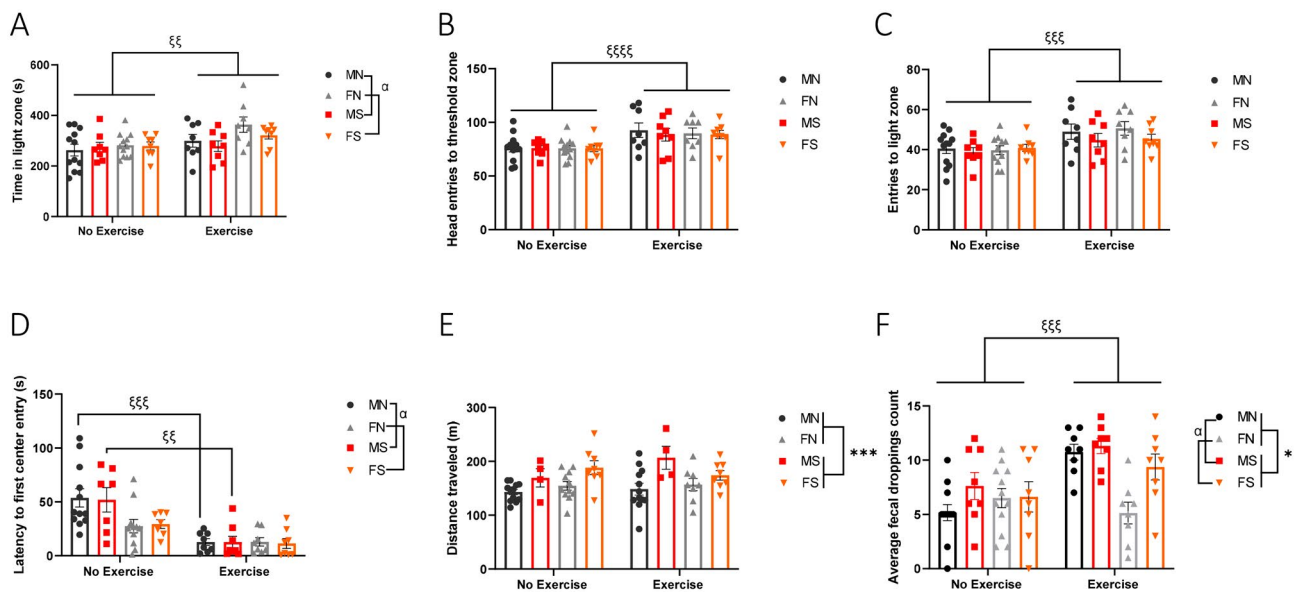 A
Time in light zone (s)
600
400
200
0
ξξ
No Exercise
Exercise
MN
FN
MS
FS
α
B
Head entries to threshold zone
150
100
50
0
ξξξξ
No Exercise
Exercise
MN
FN
MS
FS
C
Entries to light zone
80
60
40
20
0
ξξξ
No Exercise
Exercise
MN
FN
MS
FS
D
Latency to first center entry (s)
150
100
50
0
ξξξ
ξξ
No Exercise
Exercise
MN
FN
MS
FS
α
E
Distance traveled (m)
300
200
100
0
No Exercise
Exercise
MN
FN
MS
FS
***
F
Average fecal droppings count
15
10
5
0
ξξξ
No Exercise
Exercise
α
MN
FN
MS
FS
*